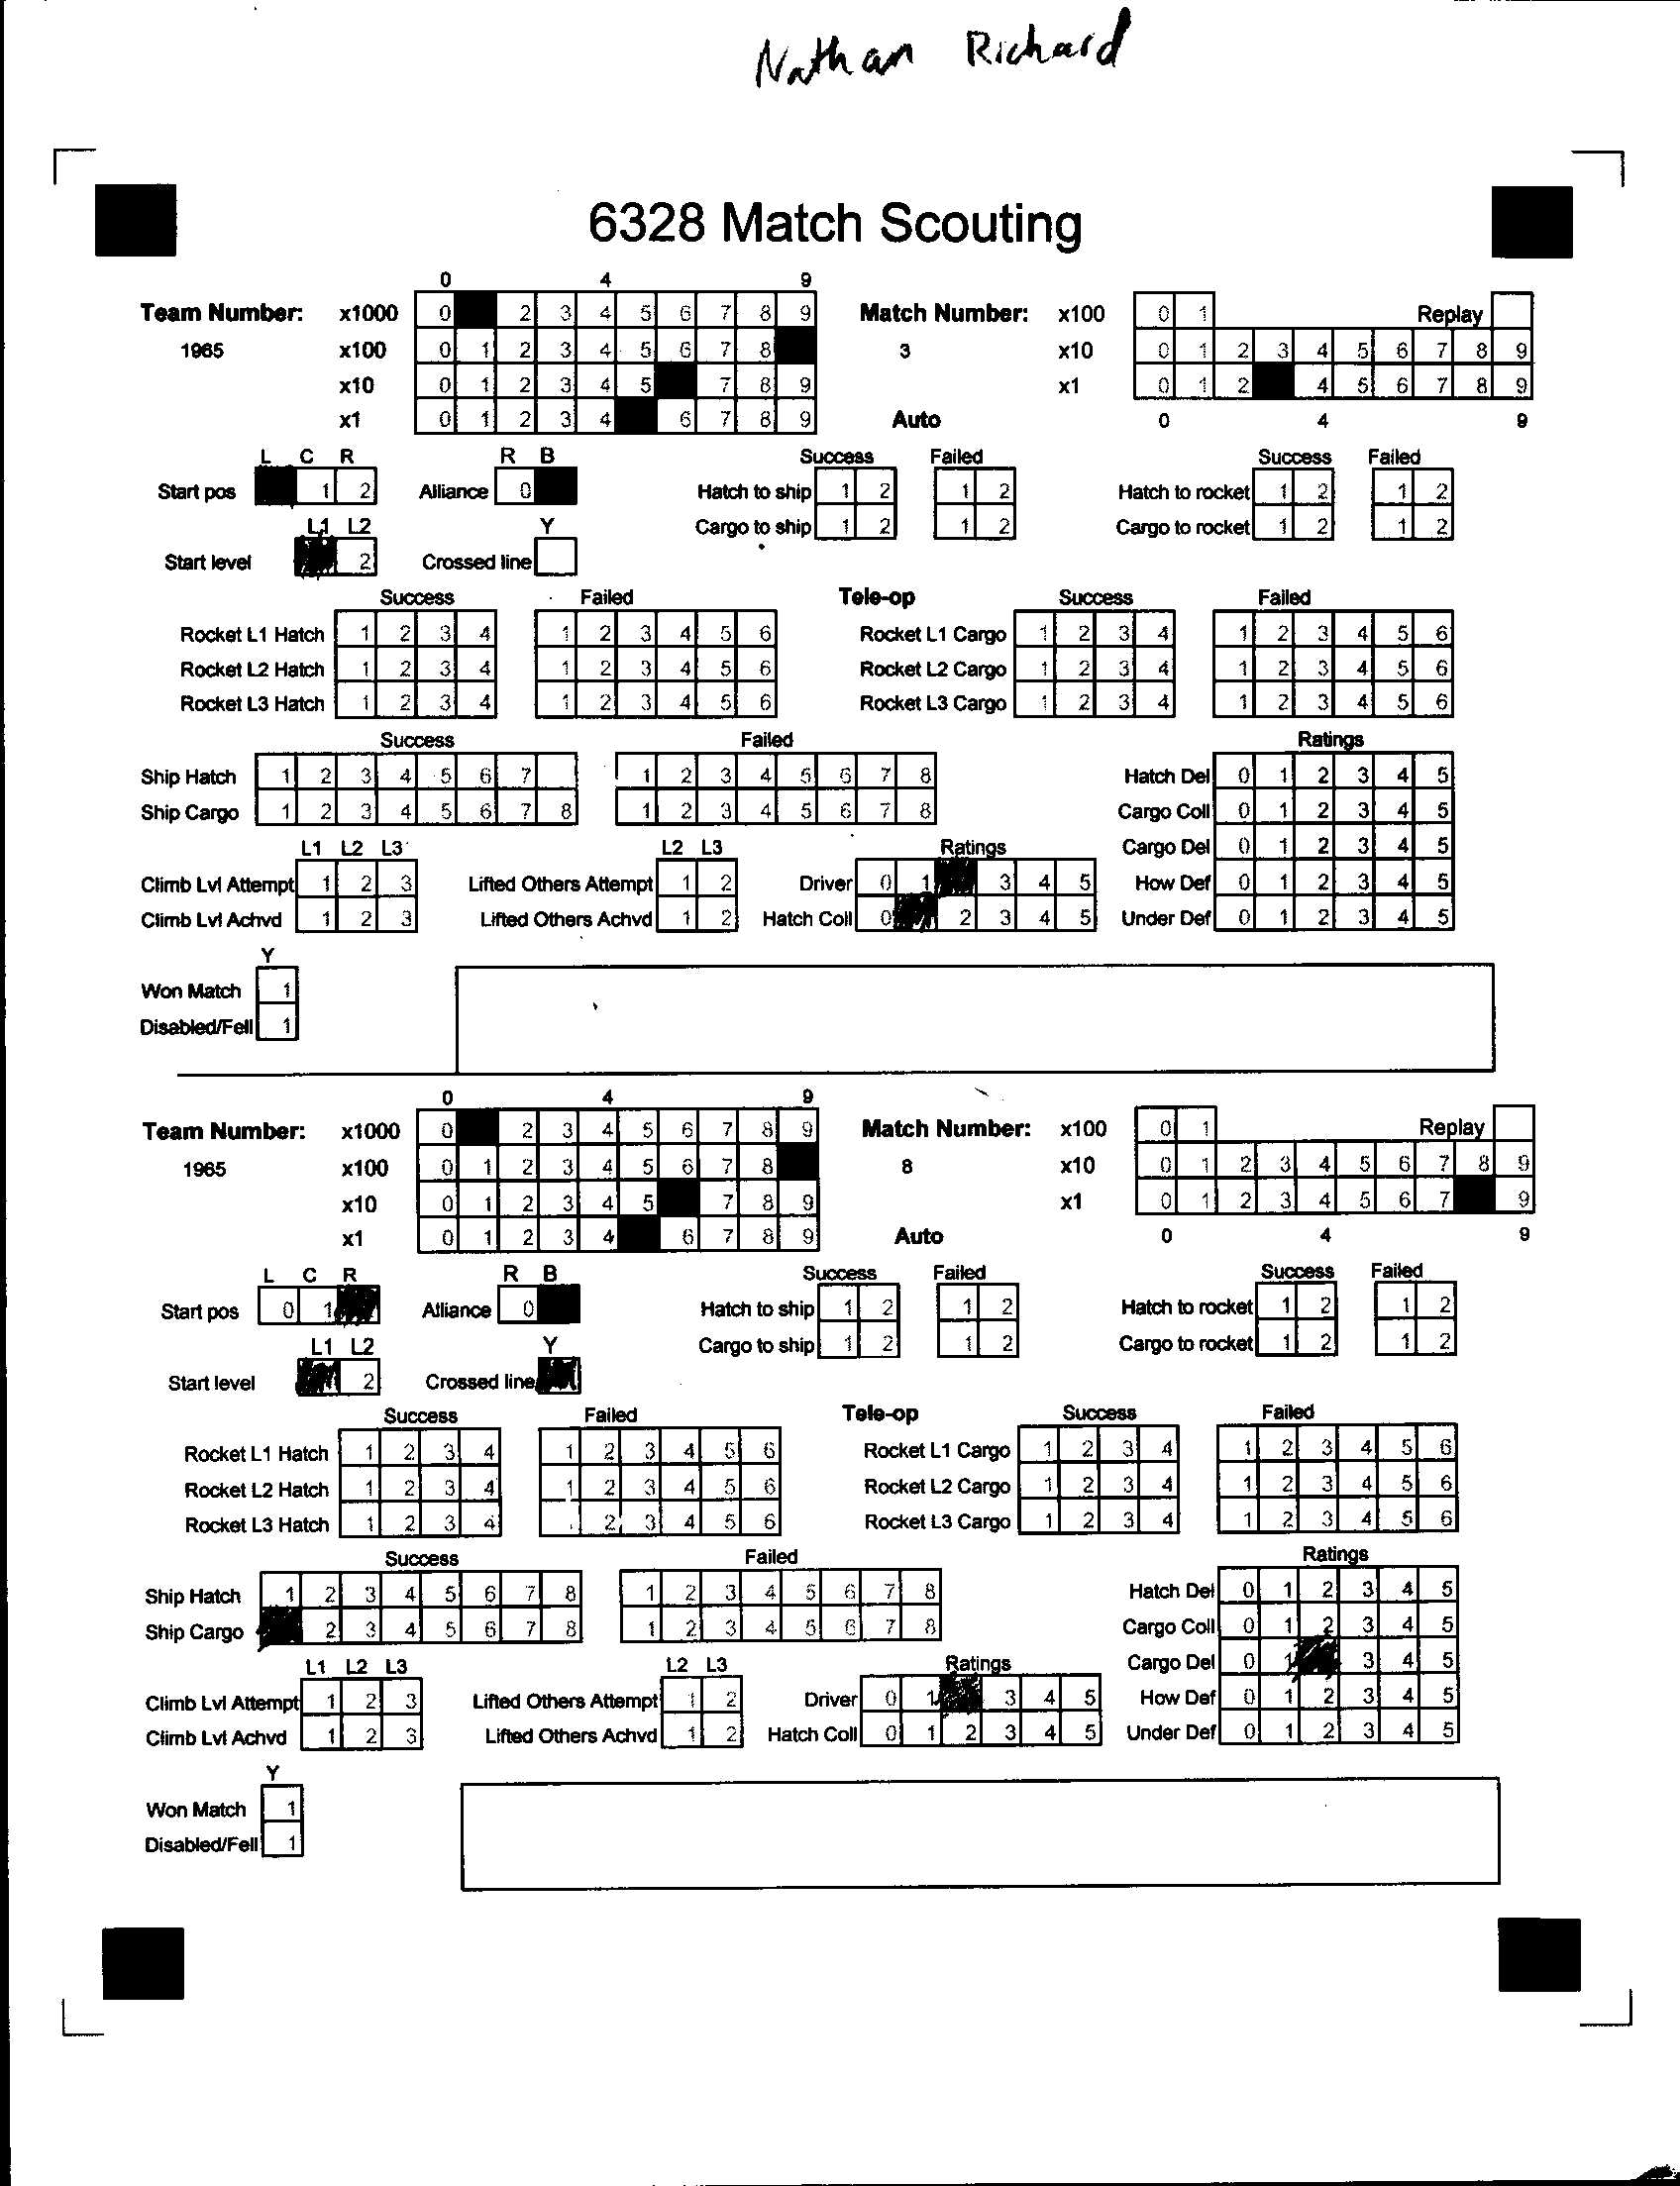 Nathan Richard
6328 Match Scouting
0 4 9
Team Number: x1000 0 2 3 4 5 6 7 8 9 Match Number: x100 0 1 Replay
1965 x100 0 1 2 3 4 5 6 7 8 3 x10 0 1 2 3 4 5 6 7 8 9
x10 0 1 2 3 4 5 7 8 9 x1 0 1 2 4 5 6 7 8 9
x1 0 1 2 3 4 6 7 8 9 Auto 0 4 9
L C R R B Success Failed Success Failed
Start pos 1 2 Alliance 0 Hatch to ship 1 2 1 2 Hatch to rocket 1 2 1 2
L1 L2 Y Cargo to ship 1 2 1 2 Cargo to rocket 1 2 1 2
Start level 2 Crossed line
Success Failed Tele-op Success Failed
Rocket L1 Hatch 1 2 3 4 1 2 3 4 5 6 Rocket L1 Cargo 1 2 3 4 1 2 3 4 5 6
Rocket L2 Hatch 1 2 3 4 1 2 3 4 5 6 Rocket L2 Cargo 1 2 3 4 1 2 3 4 5 6
Rocket L3 Hatch 1 2 3 4 1 2 3 4 5 6 Rocket L3 Cargo 1 2 3 4 1 2 3 4 5 6
Success Failed Ratings
Ship Hatch 1 2 3 4 5 6 7 1 2 3 4 5 6 7 8 Hatch Del 0 1 2 3 4 5
Ship Cargo 1 2 3 4 5 6 7 8 1 2 3 4 5 6 7 8 Cargo Coll 0 1 2 3 4 5
L1 L2 L3 L2 L3 Ratings Cargo Del 0 1 2 3 4 5
Climb Lvl Attempt 1 2 3 Lifted Others Attempt 1 2 Driver 0 1 3 4 5 How Def 0 1 2 3 4 5
Climb Lvl Achvd 1 2 3 Lifted Others Achvd 1 2 Hatch Coll 0 2 3 4 5 Under Def 0 1 2 3 4 5
Y
Won Match 1
Disabled/Fell 1
0 4 9
Team Number: x1000 0 2 3 4 5 6 7 8 9 Match Number: x100 0 1 Replay
1965 x100 0 1 2 3 4 5 6 7 8 8 x10 0 1 2 3 4 5 6 7 8 9
x10 0 1 2 3 4 5 7 8 9 x1 0 1 2 3 4 5 6 7 9
x1 0 1 2 3 4 6 7 8 9 Auto 0 4 9
L C R R B Success Failed Success Failed
Start pos 0 1 Alliance 0 Hatch to ship 1 2 1 2 Hatch to rocket 1 2 1 2
L1 L2 Y Cargo to ship 1 2 1 2 Cargo to rocket 1 2 1 2
Start level 2 Crossed line
Success Failed Tele-op Success Failed
Rocket L1 Hatch 1 2 3 4 1 2 3 4 5 6 Rocket L1 Cargo 1 2 3 4 1 2 3 4 5 6
Rocket L2 Hatch 1 2 3 4 1 2 3 4 5 6 Rocket L2 Cargo 1 2 3 4 1 2 3 4 5 6
Rocket L3 Hatch 1 2 3 4 2 3 4 5 6 Rocket L3 Cargo 1 2 3 4 1 2 3 4 5 6
Success Failed Ratings
Ship Hatch 1 2 3 4 5 6 7 8 1 2 3 4 5 6 7 8 Hatch Del 0 1 2 3 4 5
Ship Cargo 2 3 4 5 6 7 8 1 2 3 4 5 6 7 8 Cargo Coll 0 1 2 3 4 5
L1 L2 L3 L2 L3 Ratings Cargo Del 0 1 3 4 5
Climb Lvl Attempt 1 2 3 Lifted Others Attempt 1 2 Driver 0 1 3 4 5 How Def 0 1 2 3 4 5
Climb Lvl Achvd 1 2 3 Lifted Others Achvd 1 2 Hatch Coll 0 1 2 3 4 5 Under Def 0 1 2 3 4 5
Y
Won Match 1
Disabled/Fell 1